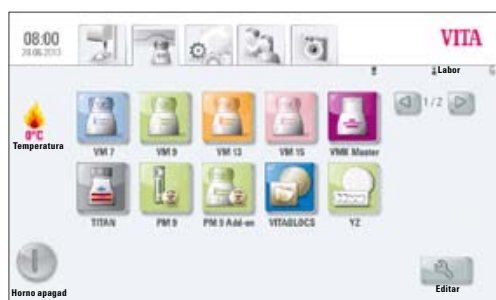 08:00
28.06.2013
VITA
Labor
1/2
0°C
Temperatura
VM 7
VM 9
VM 13
VM 15
VMK Master
TITAN
PM 9
PM 9 Add-on
VITABLOCS
YZ
Horno apagad
Editar